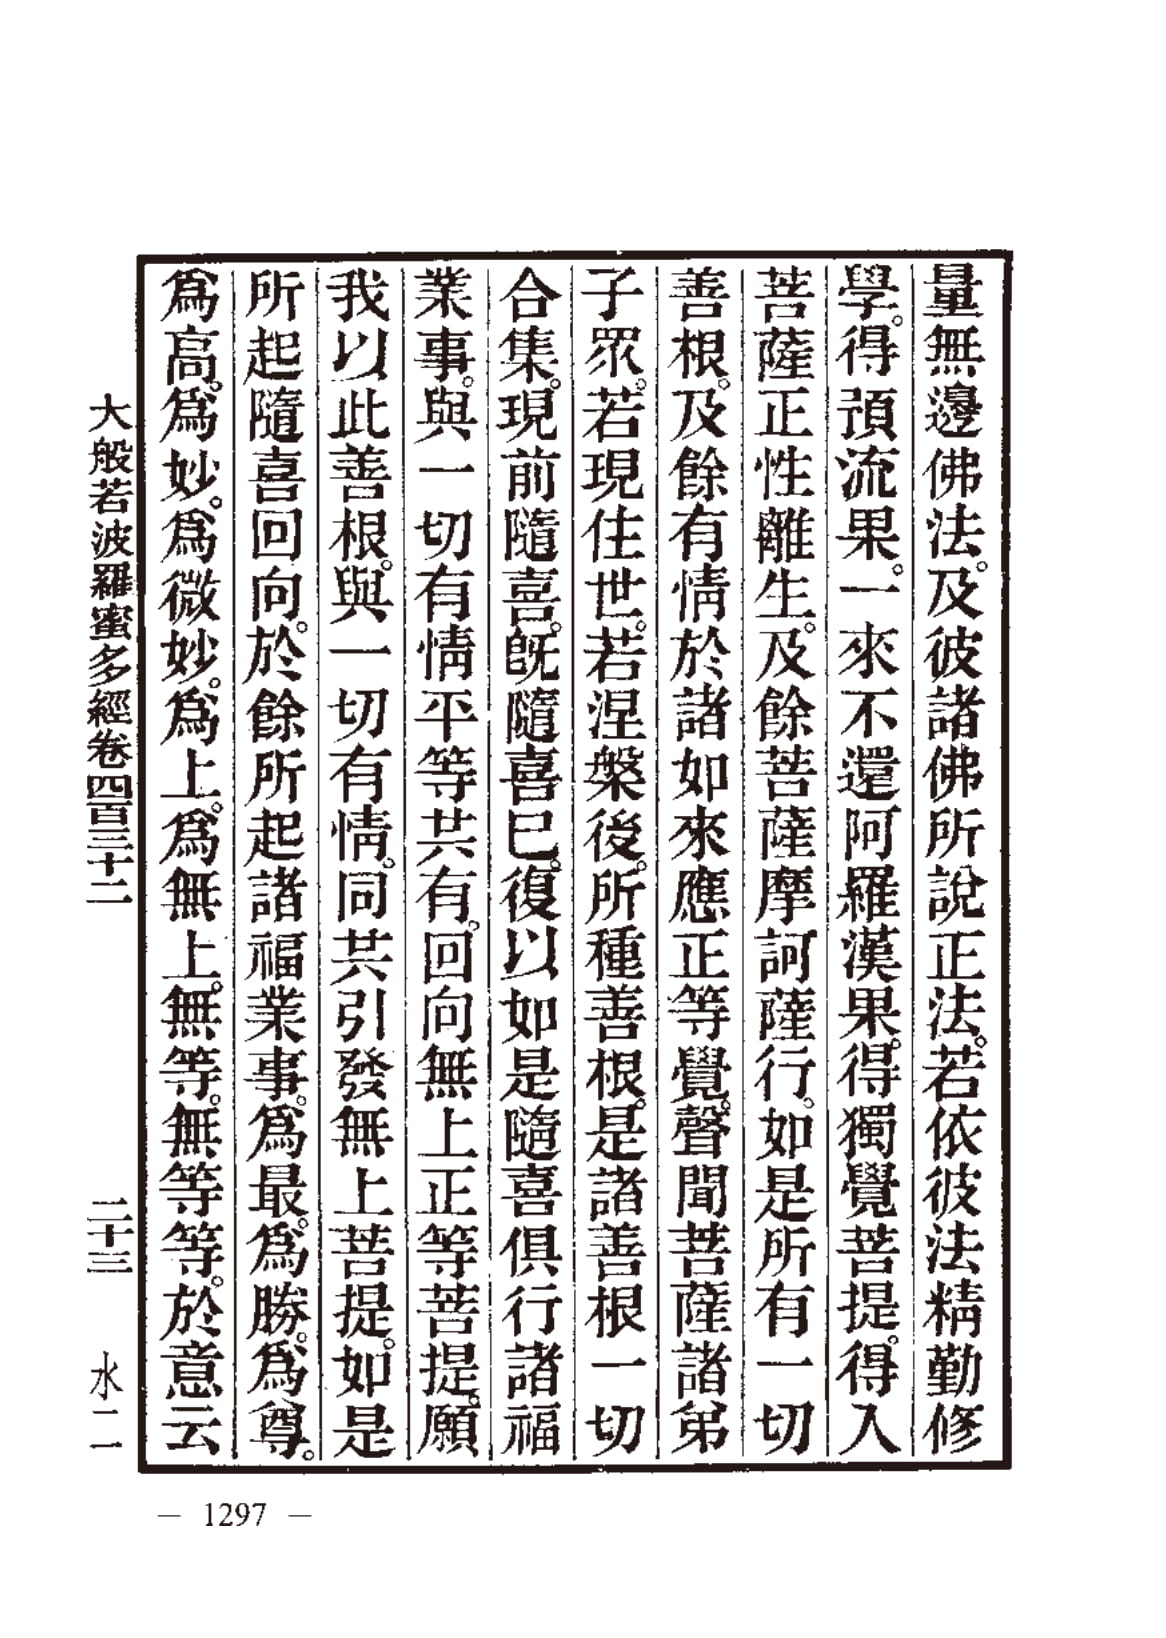 量無邊佛法。及彼諸佛所說正法。若依彼法精勤修
學。得預流果。一來不還阿羅漢果。得獨覺菩提。得入
菩薩正性離生。及餘菩薩摩訶薩行。如是所有一切
善根。及餘有情於諸如來應正等覺。聲聞菩薩諸弟
子眾。若現住世。若涅槃後。所種善根。是諸善根一切
合集。現前隨喜。既隨喜已。復以如是隨喜俱行諸福
業事。與一切有情平等共有。回向無上正等菩提。願
我以此善根。與一切有情。同共引發無上菩提。如是
所起隨喜回向。於餘所起諸福業事。為最。為勝。為尊。
為高。為妙。為微妙。為上。為無上。無等。無等等。於意云
大般若波羅蜜多經卷四百三十二 二十三 水二
— 1297 —